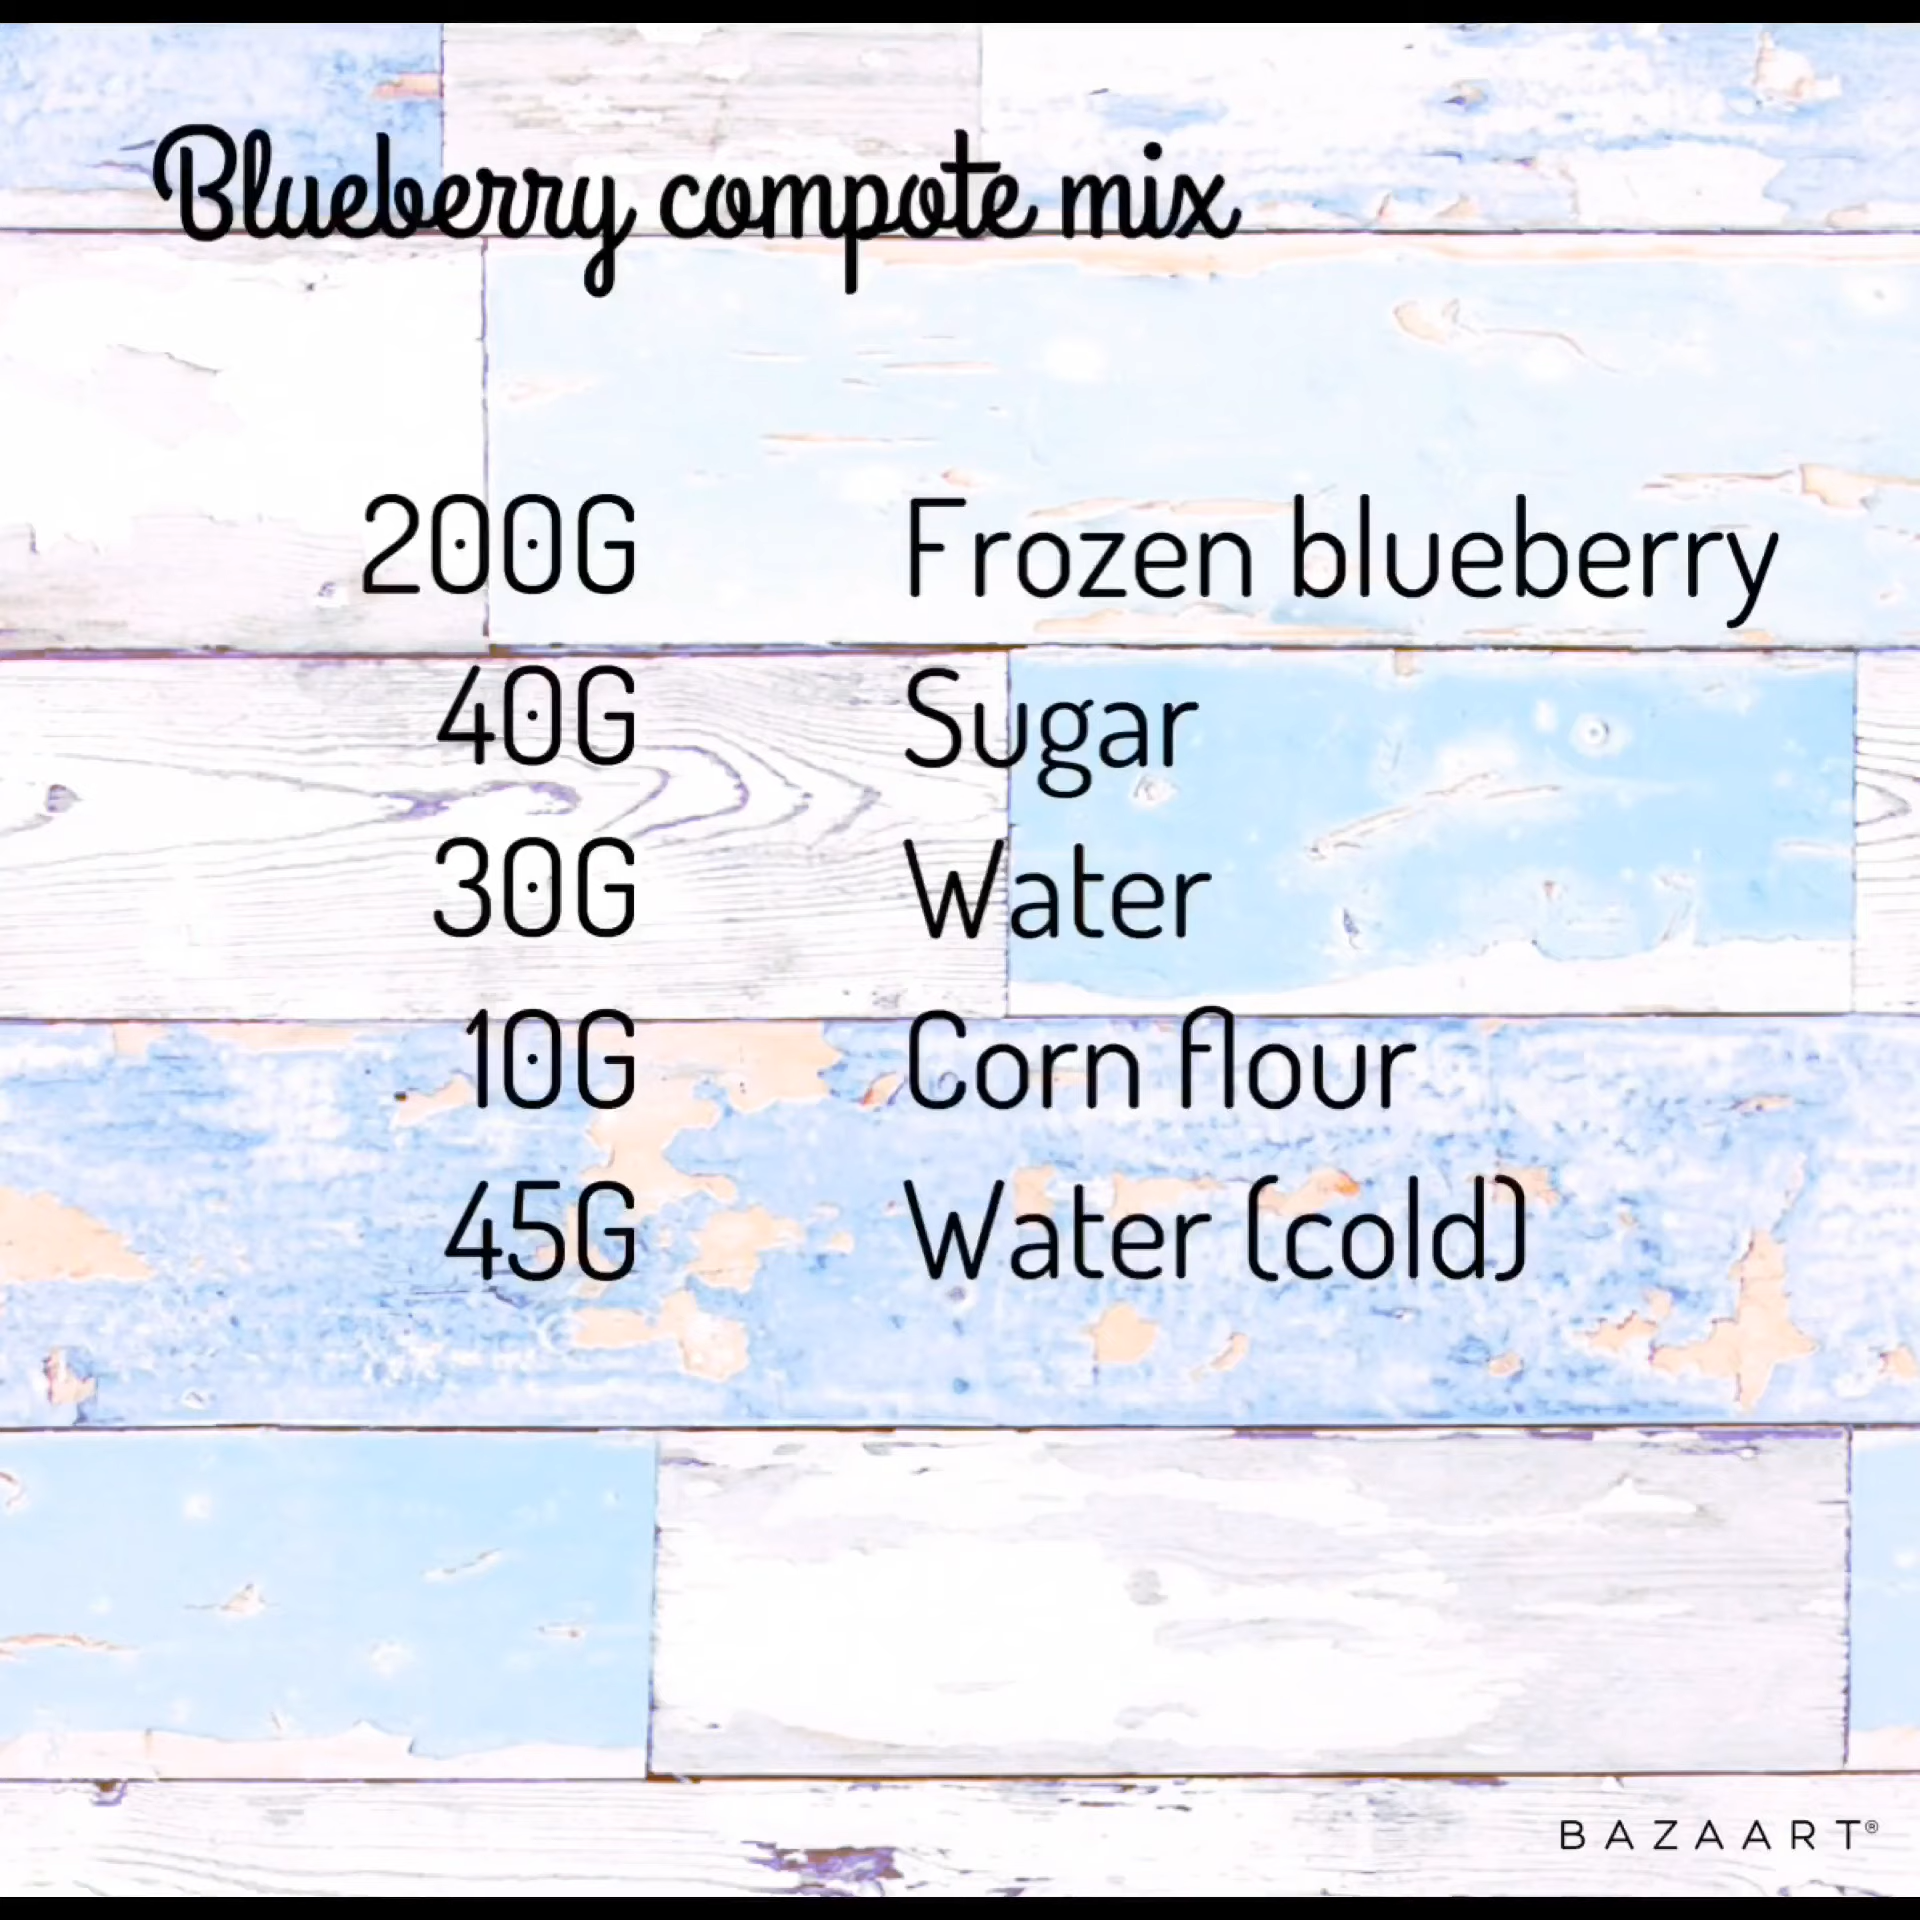 Blueberry compote mix
200G Frozen blueberry
40G Sugar
30G Water
10G Corn flour
45G Water (cold)
BAZAART®